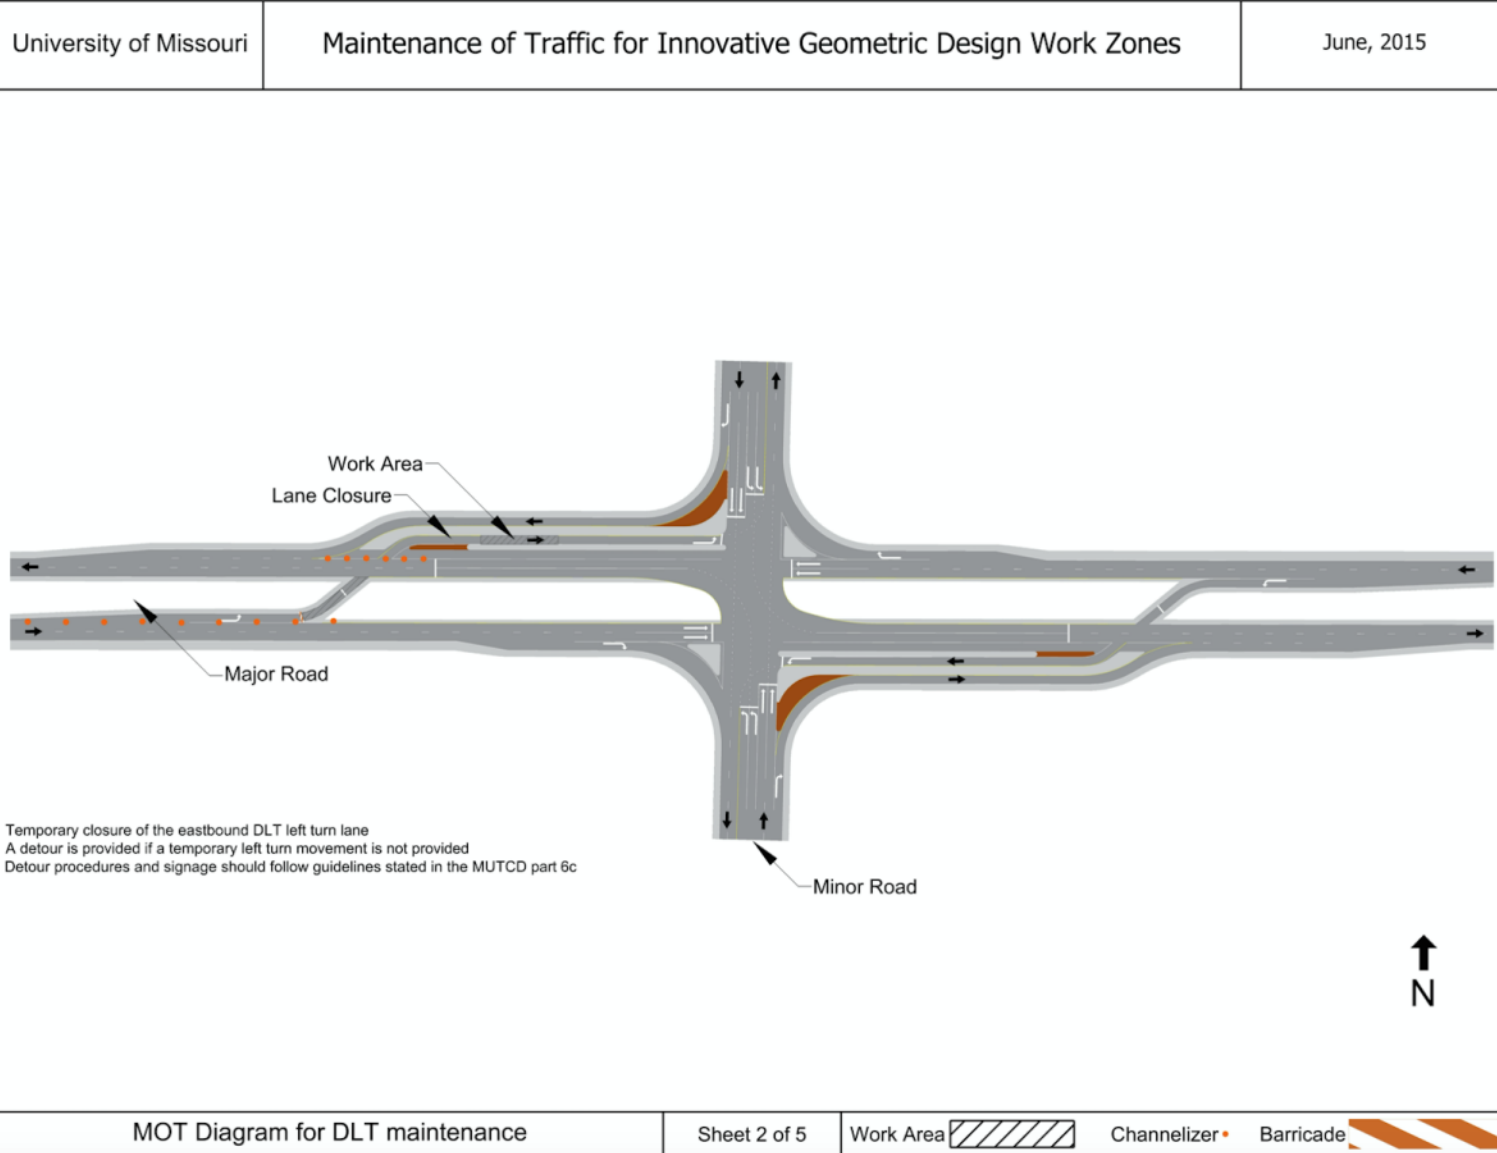 University of Missouri
Maintenance of Traffic for Innovative Geometric Design Work Zones
June, 2015
Work Area
Lane Closure
Major Road
Temporary closure of the eastbound DLT left turn lane
A detour is provided if a temporary left turn movement is not provided
Detour procedures and signage should follow guidelines stated in the MUTCD part 6c
Minor Road
N
MOT Diagram for DLT maintenance
Sheet 2 of 5
Work Area
Channelizer
Barricade